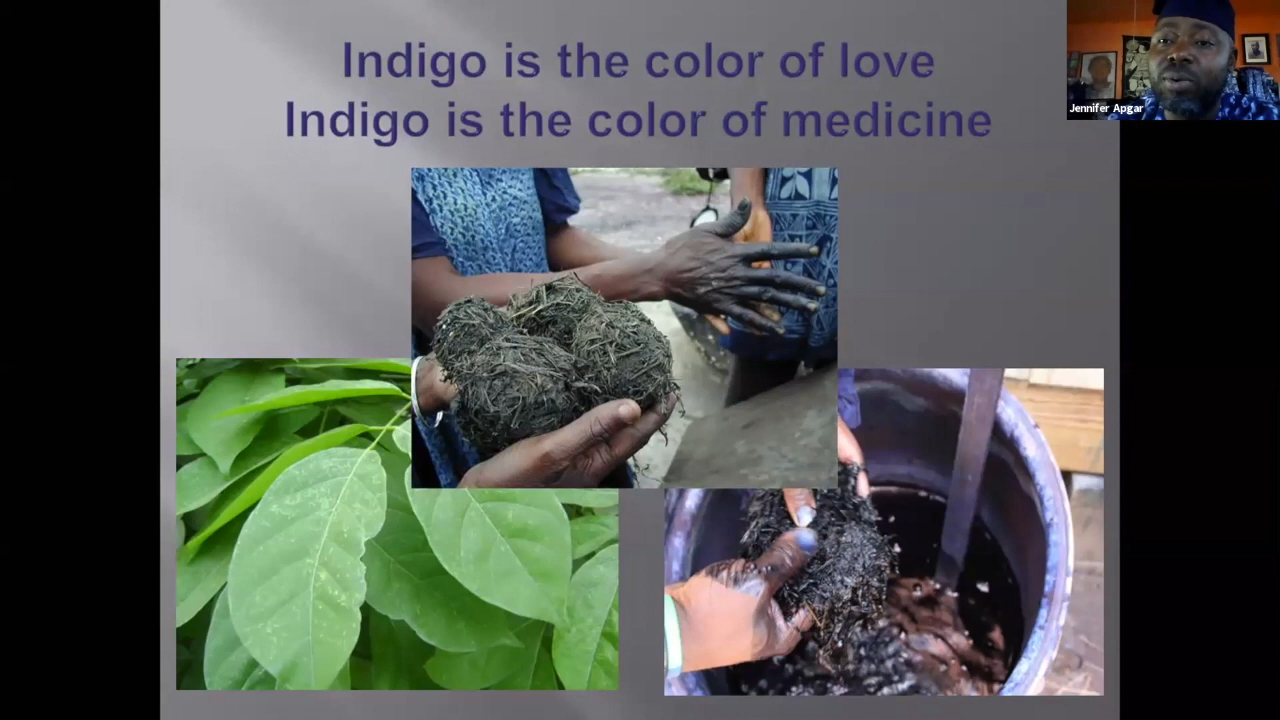 Indigo is the color of love
Indigo is the color of medicine
Jennifer Apgar